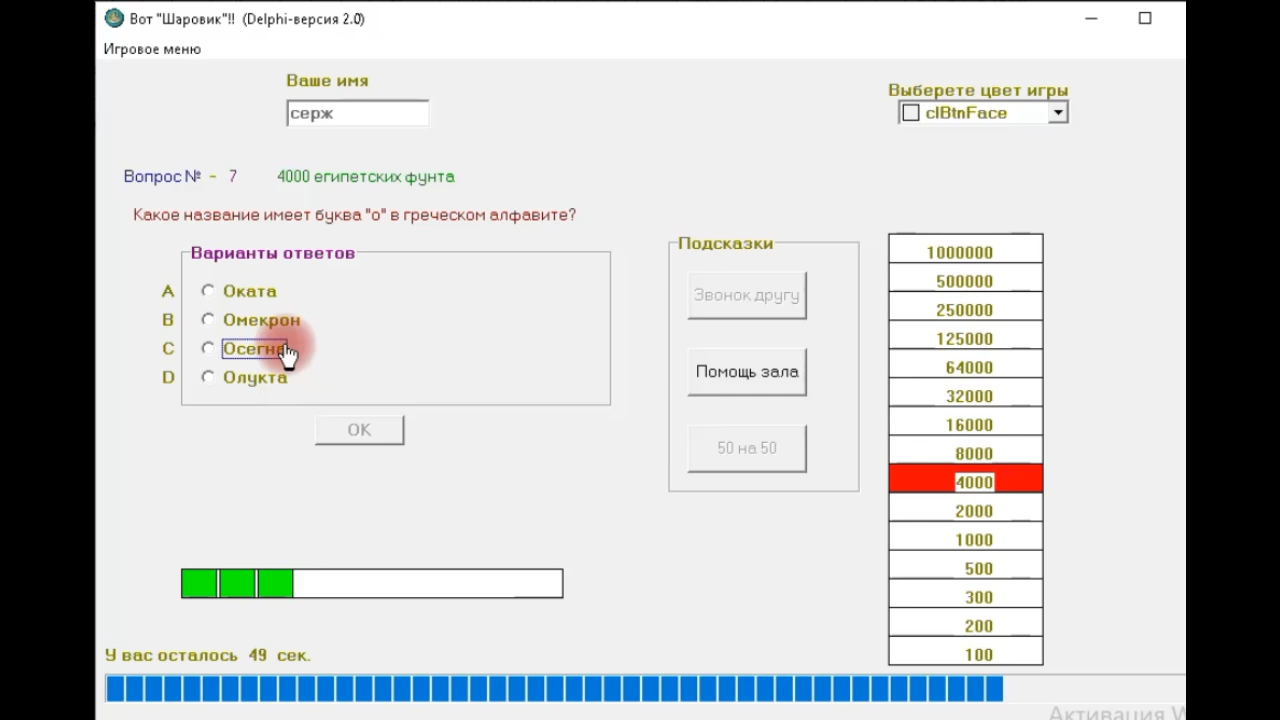 Вот "Шаровик"!! (Delphi-версия 2.0)
Игровое меню
Ваше имя
серж
Выберете цвет игры
clBtnFace
Вопрос № - 7 4000 египетских фунта
Какое название имеет буква "о" в греческом алфавите?
Варианты ответов
A Оката
B Омекрон
C Осегна
D Олукта
OK
Подсказки
Звонок другу
Помощь зала
50 на 50
1000000
500000
250000
125000
64000
32000
16000
8000
4000
2000
1000
500
300
200
100
У вас осталось 49 сек.
Активация W